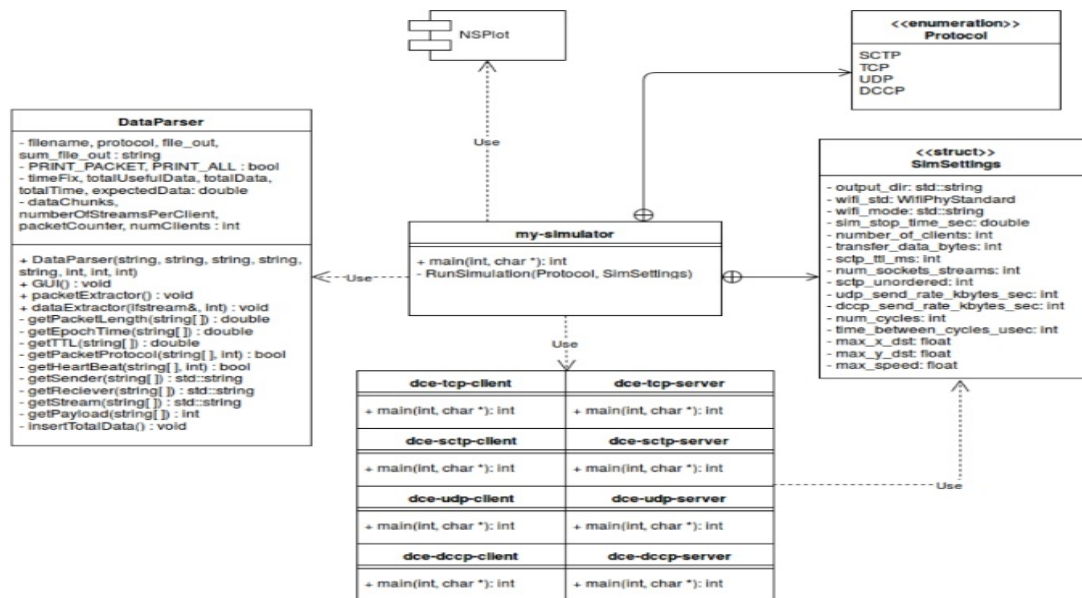 NSPlot
<<enumeration>>
Protocol
SCTP
TCP
UDP
DCCP
DataParser
- filename, protocol, file_out,
sum_file_out : string
- PRINT_PACKET, PRINT_ALL : bool
- timeFix, totalUsefulData, totalData,
totalTime, expectedData: double
- dataChunks,
numberOfStreamsPerClient,
packetCounter, numClients : int
+ DataParser(string, string, string, string,
string, int, int, int)
+ GUI() : void
+ packetExtractor() : void
+ dataExtractor(ifstream&, int) : void
- getPacketLength(string[ ]) : double
- getEpochTime(string[ ]) : double
- getTTL(string[ ]) : double
- getPacketProtocol(string[ ], int) : bool
- getHeartBeat(string[ ], int) : bool
- getSender(string[ ]) : std::string
- getReciever(string[ ]) : std::string
- getStream(string[ ]) : std::string
- getPayload(string[ ]) : int
- insertTotalData() : void
Use
Use
my-simulator
+ main(int, char *): int
- RunSimulation(Protocol, SimSettings)
<<struct>>
SimSettings
- output_dir: std::string
- wifi_std: WifiPhyStandard
- wifi_mode: std::string
- sim_stop_time_sec: double
- number_of_clients: int
- transfer_data_bytes: int
- sctp_ttl_ms: int
- num_sockets_streams: int
- sctp_unordered: int
- udp_send_rate_kbytes_sec: int
- dccp_send_rate_kbytes_sec: int
- num_cycles: int
- time_between_cycles_usec: int
- max_x_dst: float
- max_y_dst: float
- max_speed: float
Use
dce-tcp-client
dce-tcp-server
+ main(int, char *): int
+ main(int, char *): int
dce-sctp-client
dce-sctp-server
+ main(int, char *): int
+ main(int, char *): int
dce-udp-client
dce-udp-server
+ main(int, char *): int
+ main(int, char *): int
dce-dccp-client
dce-dccp-server
+ main(int, char *): int
+ main(int, char *): int
Use